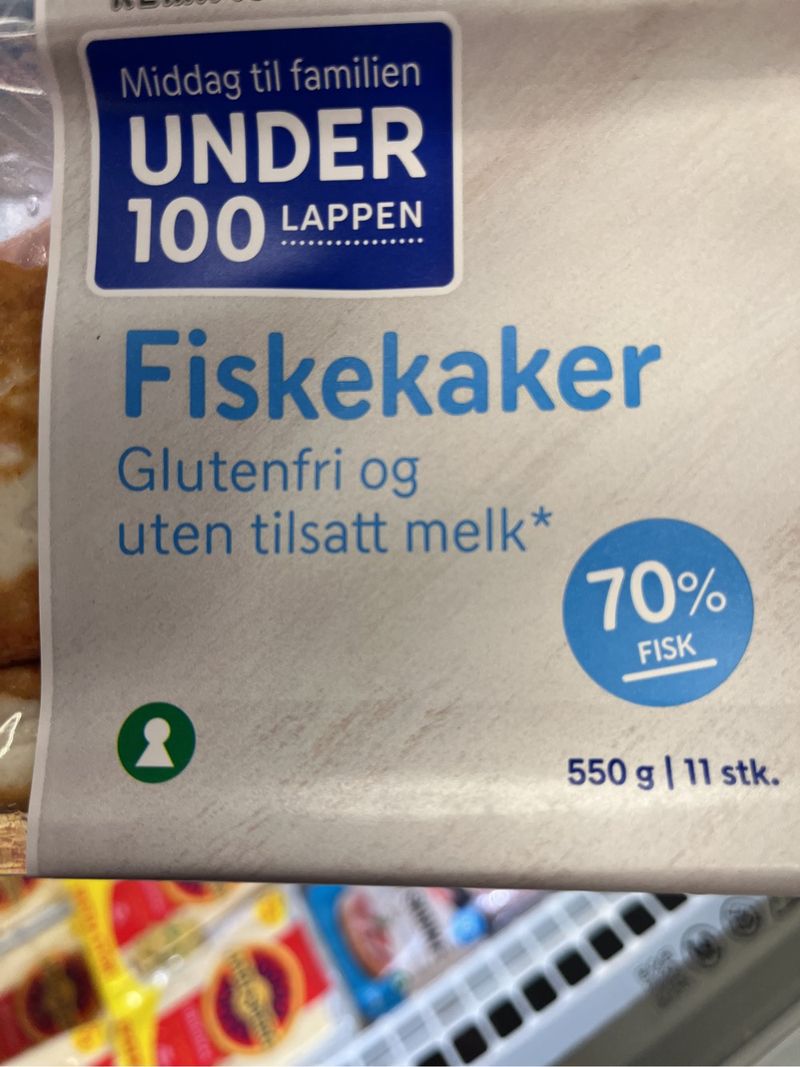 Middag til familien
UNDER
100 LAPPEN
Fiskekaker
Glutenfri og
uten tilsatt melk*
70%
FISK
550 g | 11 stk.